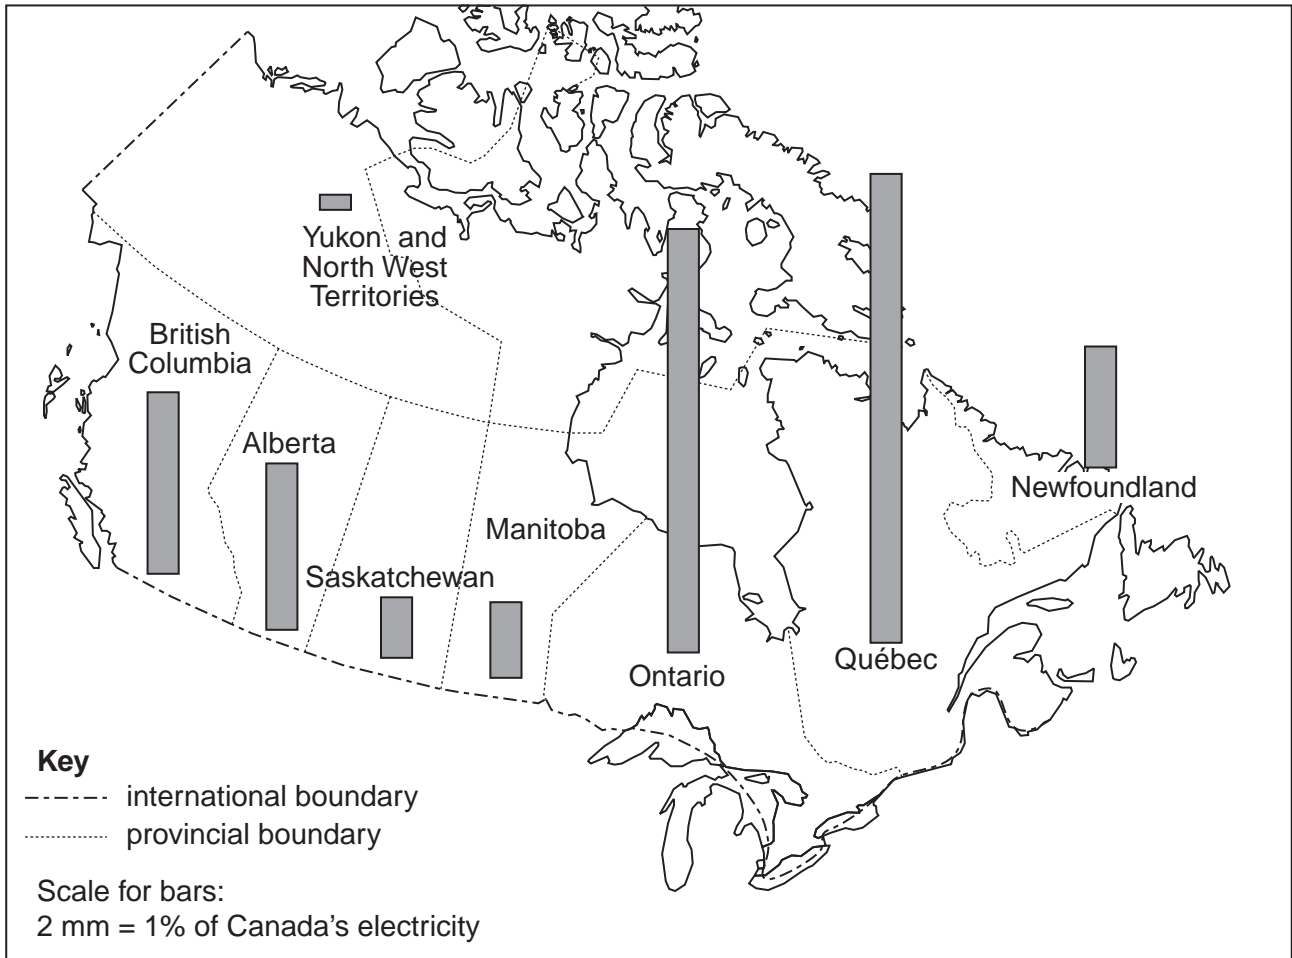 Yukon and
North West
Territories
British
Columbia
Alberta
Newfoundland
Manitoba
Saskatchewan
Québec
Ontario
Key
international boundary
provincial boundary
Scale for bars:
2 mm = 1% of Canada’s electricity